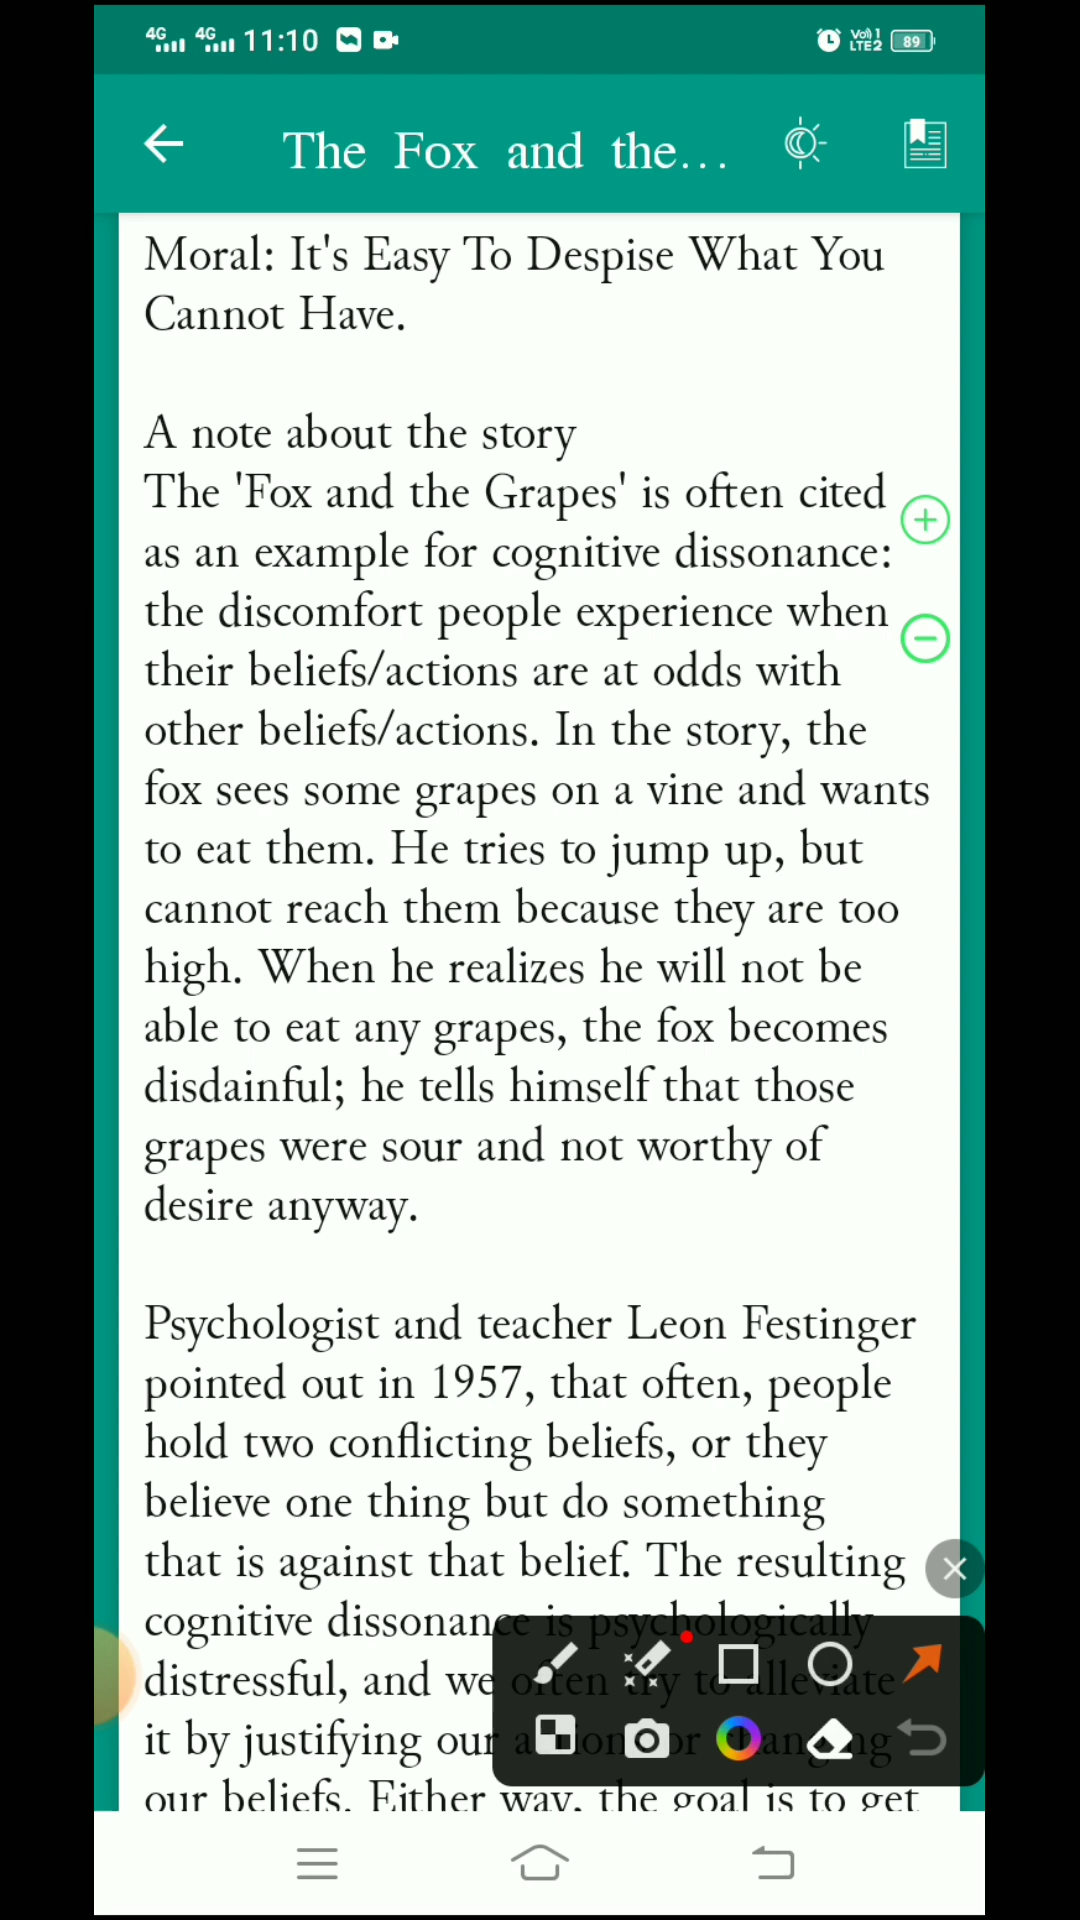 4G 4G 11:10 Vo)) 1 LTE2 89
The Fox and the...
Moral: It's Easy To Despise What You
Cannot Have.
A note about the story
The 'Fox and the Grapes' is often cited
as an example for cognitive dissonance:
the discomfort people experience when
their beliefs/actions are at odds with
other beliefs/actions. In the story, the
fox sees some grapes on a vine and wants
to eat them. He tries to jump up, but
cannot reach them because they are too
high. When he realizes he will not be
able to eat any grapes, the fox becomes
disdainful; he tells himself that those
grapes were sour and not worthy of
desire anyway.
Psychologist and teacher Leon Festinger
pointed out in 1957, that often, people
hold two conflicting beliefs, or they
believe one thing but do something
that is against that belief. The resulting
cognitive dissonance is psychologically
distressful, and we often try to alleviate
it by justifying our actions or changing
our beliefs. Either way, the goal is to get